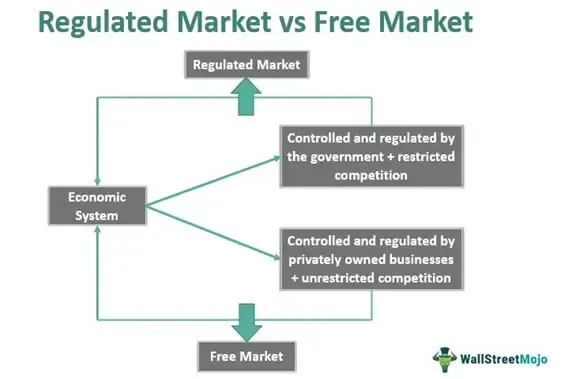 Regulated Market vs Free Market
Regulated Market
Controlled and regulated by
the government + restricted
competition
Economic
System
Controlled and regulated by
privately owned businesses
+ unrestricted competition
Free Market
WallStreetMojo